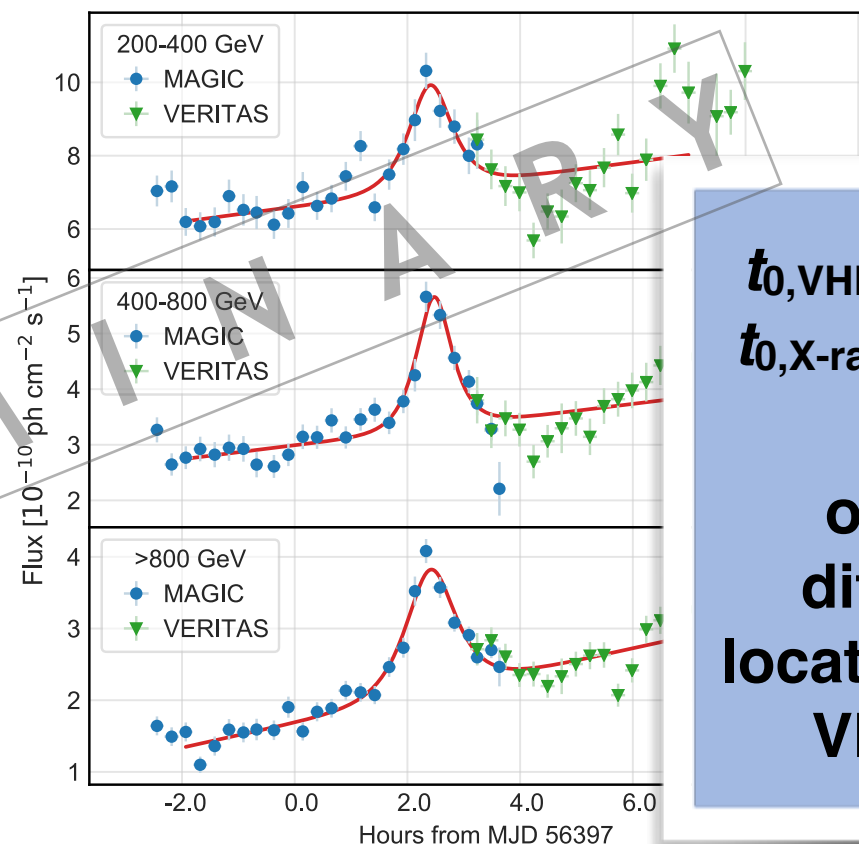 200-400 GeV
MAGIC
VERITAS
10
8
6
400-800 GeV
MAGIC
VERITAS
6
5
4
3
2
>800 GeV
MAGIC
VERITAS
4
3
2
1
Flux [10−10 ph cm−2 s−1]
-2.0 0.0 2.0 4.0 6.0
Hours from MJD 56397
I N A R Y
t0,VH
t0,X-ra
o
di
locat
V